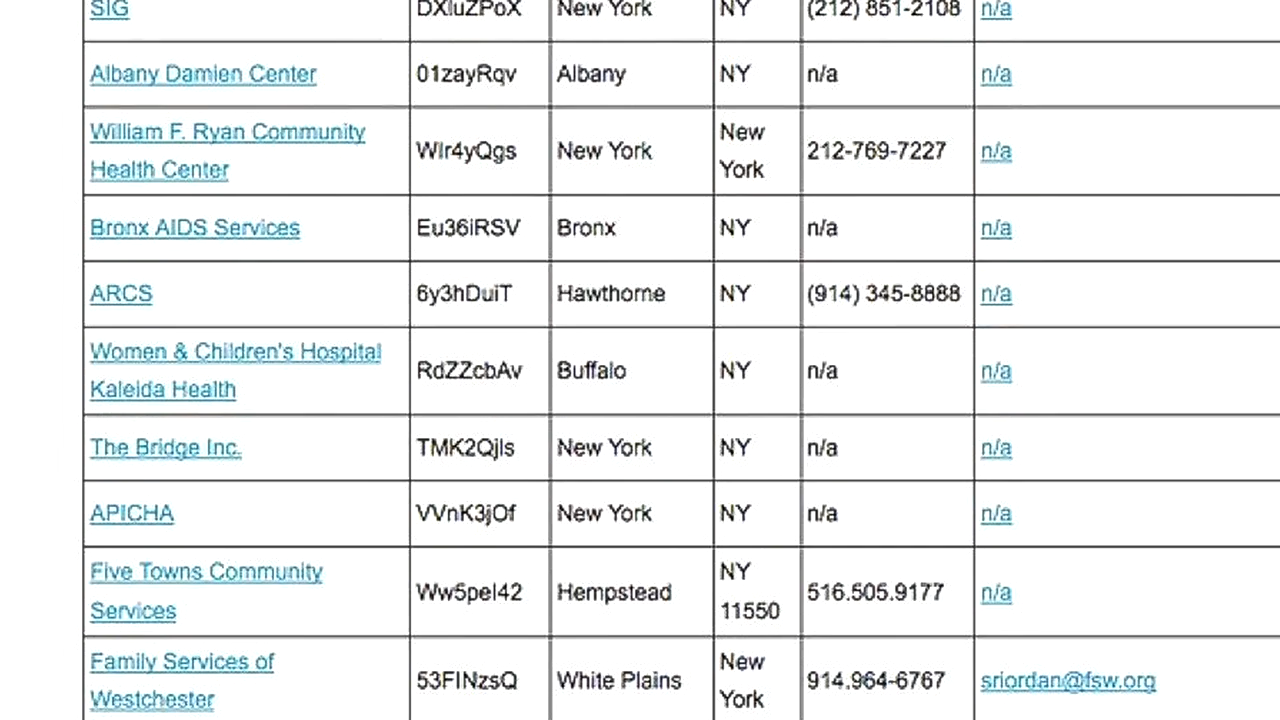 SIG DXluZPoX New York NY (212) 851-2108 n/a
Albany Damien Center 01zayRqv Albany NY n/a n/a
William F. Ryan Community
Health Center WIr4yQgs New York New
York 212-769-7227 n/a
Bronx AIDS Services Eu36iRSV Bronx NY n/a n/a
ARCS 6y3hDuiT Hawthorne NY (914) 345-8888 n/a
Women & Children's Hospital
Kaleida Health RdZZcbAv Buffalo NY n/a n/a
The Bridge Inc. TMK2Qjls New York NY n/a n/a
APICHA VVnK3jOf New York NY n/a n/a
Five Towns Community
Services Ww5pel42 Hempstead NY
11550 516.505.9177 n/a
Family Services of
Westchester 53FINzsQ White Plains New
York 914.964-6767 sriordan@fsw.org